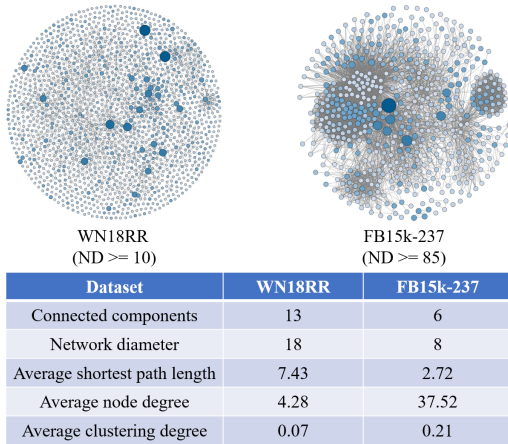 WN18RR FB15k-237
(ND >= 10) (ND >= 85)
Dataset WN18RR FB15k-237
Connected components 13 6
Network diameter 18 8
Average shortest path length 7.43 2.72
Average node degree 4.28 37.52
Average clustering degree 0.07 0.21